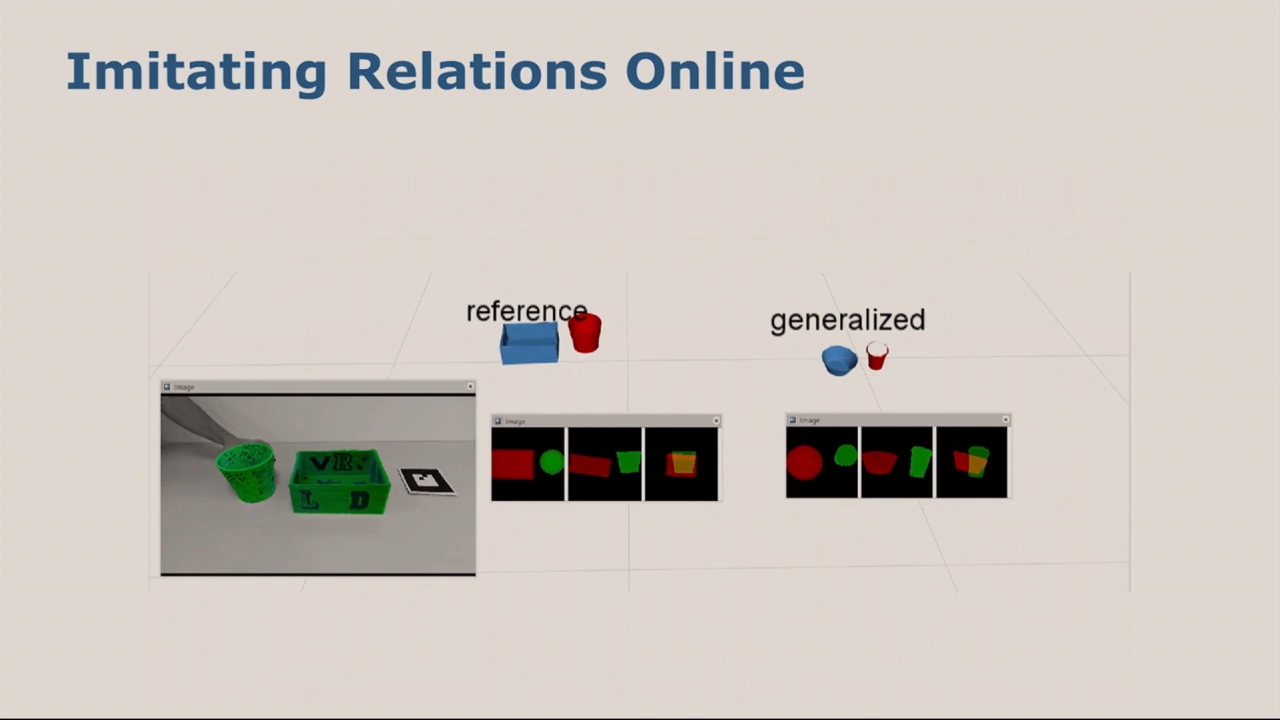 Imitating Relations Online
reference
generalized
Image
Image
Image
V R
L D